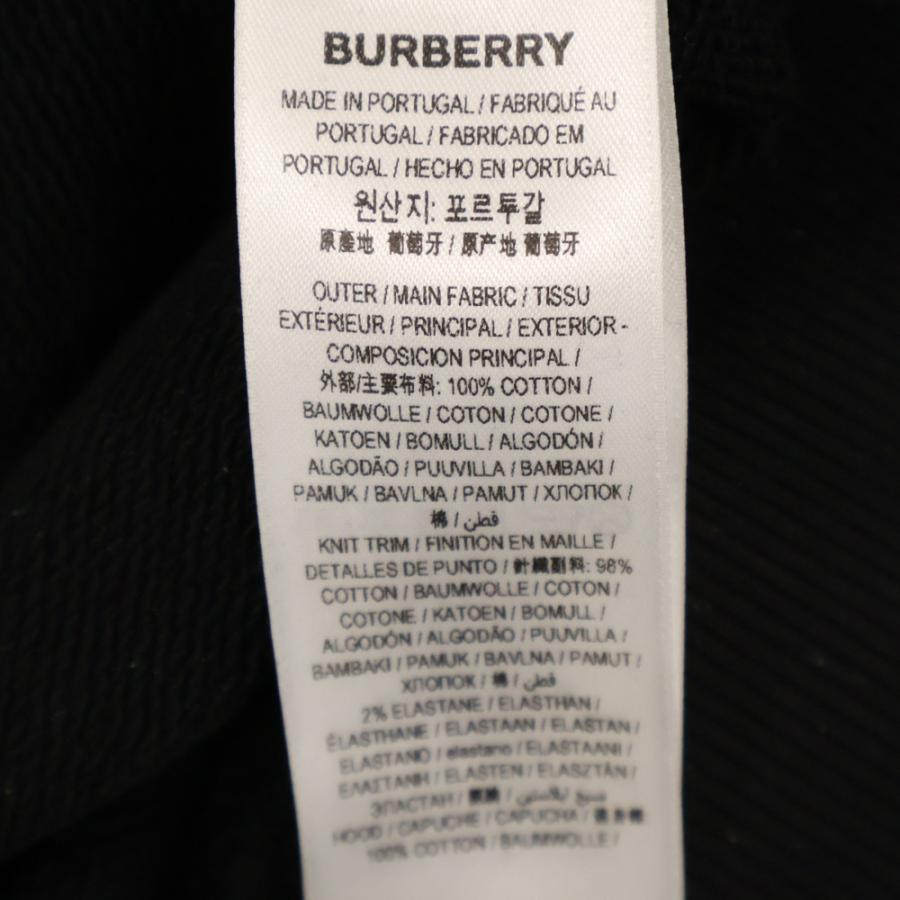 BURBERRY
MADE IN PORTUGAL / FABRIQUÉ AU
PORTUGAL / FABRICADO EM
PORTUGAL / HECHO EN PORTUGAL
원산지: 포르투갈
原產地 葡萄牙 / 原产地 葡萄牙
OUTER / MAIN FABRIC / TISSU
EXTÉRIEUR / PRINCIPAL / EXTERIOR -
COMPOSICION PRINCIPAL /
外部/主要布料: 100% COTTON /
BAUMWOLLE / COTON / COTONE /
KATOEN / BOMULL / ALGODÓN /
ALGODÃO / PUUVILLA / BAMBAKI /
PAMUK / BAVLNA / PAMUT / ХЛОПОК /
棉 / قطن
KNIT TRIM / FINITION EN MAILLE /
DETALLES DE PUNTO / 針織副料: 98%
COTTON / BAUMWOLLE / COTON /
COTONE / KATOEN / BOMULL /
ALGODÓN / ALGODÃO / PUUVILLA /
BAMBAKI / PAMUK / BAVLNA / PAMUT /
ХЛОПОК / 棉 / قطن
2% ELASTANE / ELASTHAN /
ÉLASTHANE / ELASTAAN / ELASTAN /
ELASTANO / elastano / ELASTAANI /
ΕΛΑΣΤΑΝΗ / ELASTEN / ELASZTÁN /
ЭЛАСТАН /
HOOD / CAPUCHE / CAPUCHA /
100% COTTON / BAUMWOLLE /